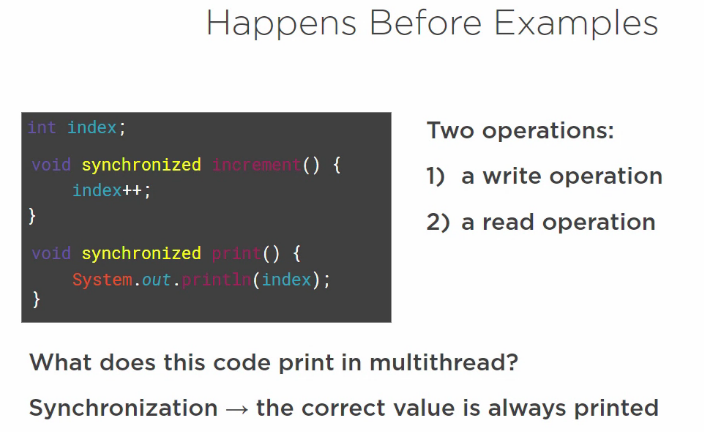 Happens Before Examples
int index;
void synchronized increment() {
index++;
}
void synchronized print() {
System.out.println(index);
}
Two operations:
1) a write operation
2) a read operation
What does this code print in multithread?
Synchronization → the correct value is always printed